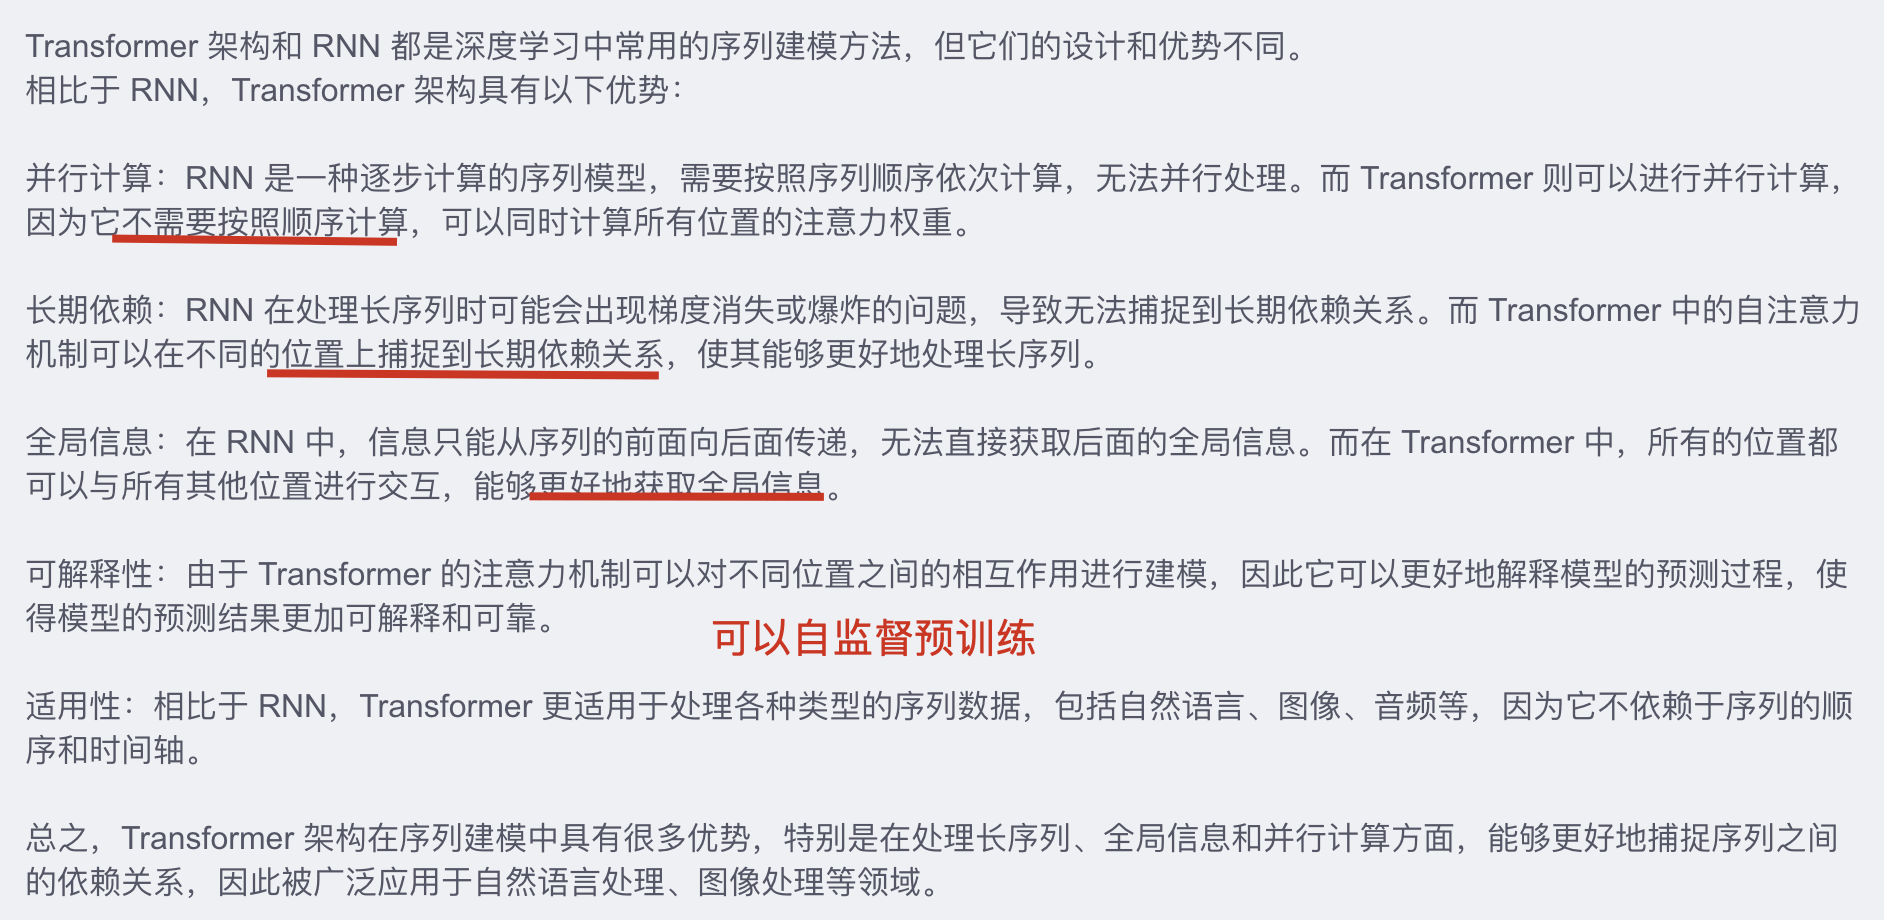 Transformer 架构和 RNN 都是深度学习中常用的序列建模方法，但它们的设计和优势不同。
相比于 RNN，Transformer 架构具有以下优势：
并行计算：RNN 是一种逐步计算的序列模型，需要按照序列顺序依次计算，无法并行处理。而 Transformer 则可以进行并行计算，
因为它不需要按照顺序计算，可以同时计算所有位置的注意力权重。
长期依赖：RNN 在处理长序列时可能会出现梯度消失或爆炸的问题，导致无法捕捉到长期依赖关系。而 Transformer 中的自注意力
机制可以在不同的位置上捕捉到长期依赖关系，使其能够更好地处理长序列。
全局信息：在 RNN 中，信息只能从序列的前面向后面传递，无法直接获取后面的全局信息。而在 Transformer 中，所有的位置都
可以与所有其他位置进行交互，能够更好地获取全局信息。
可解释性：由于 Transformer 的注意力机制可以对不同位置之间的相互作用进行建模，因此它可以更好地解释模型的预测过程，使
得模型的预测结果更加可解释和可靠。
可以自监督预训练
适用性：相比于 RNN，Transformer 更适用于处理各种类型的序列数据，包括自然语言、图像、音频等，因为它不依赖于序列的顺
序和时间轴。
总之，Transformer 架构在序列建模中具有很多优势，特别是在处理长序列、全局信息和并行计算方面，能够更好地捕捉序列之间
的依赖关系，因此被广泛应用于自然语言处理、图像处理等领域。